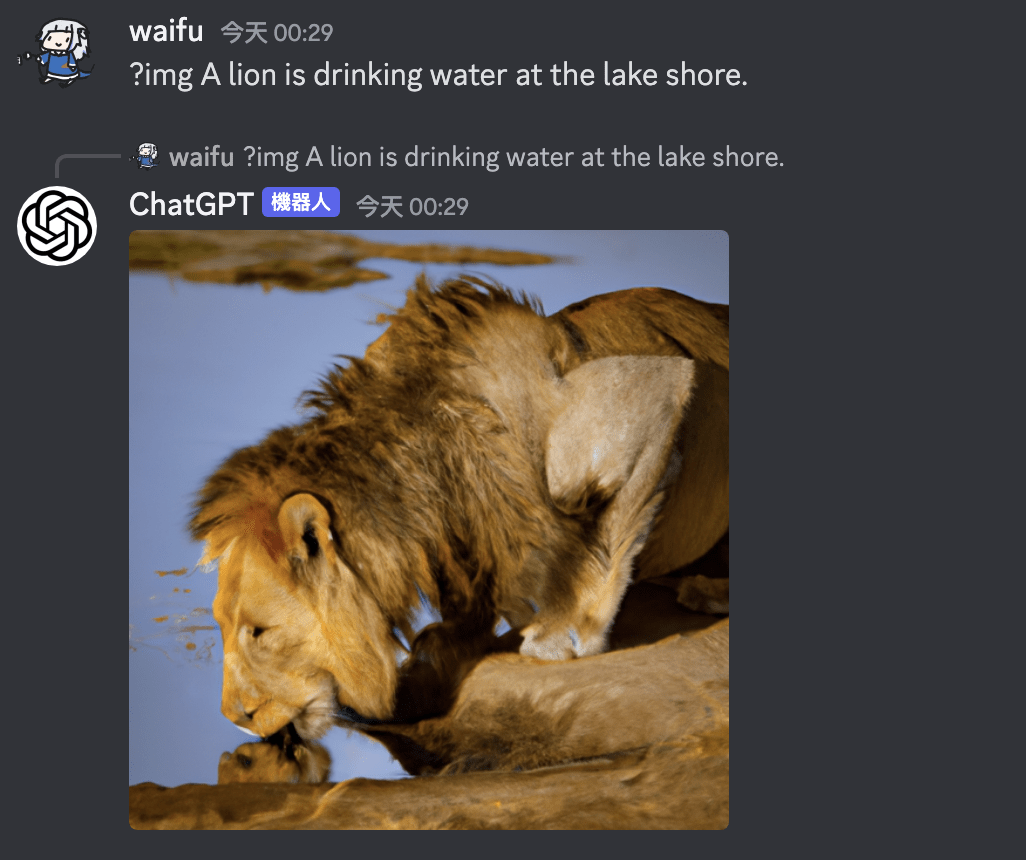 waifu 今天 00:29
?img A lion is drinking water at the lake shore.
waifu ?img A lion is drinking water at the lake shore.
ChatGPT 機器人 今天 00:29